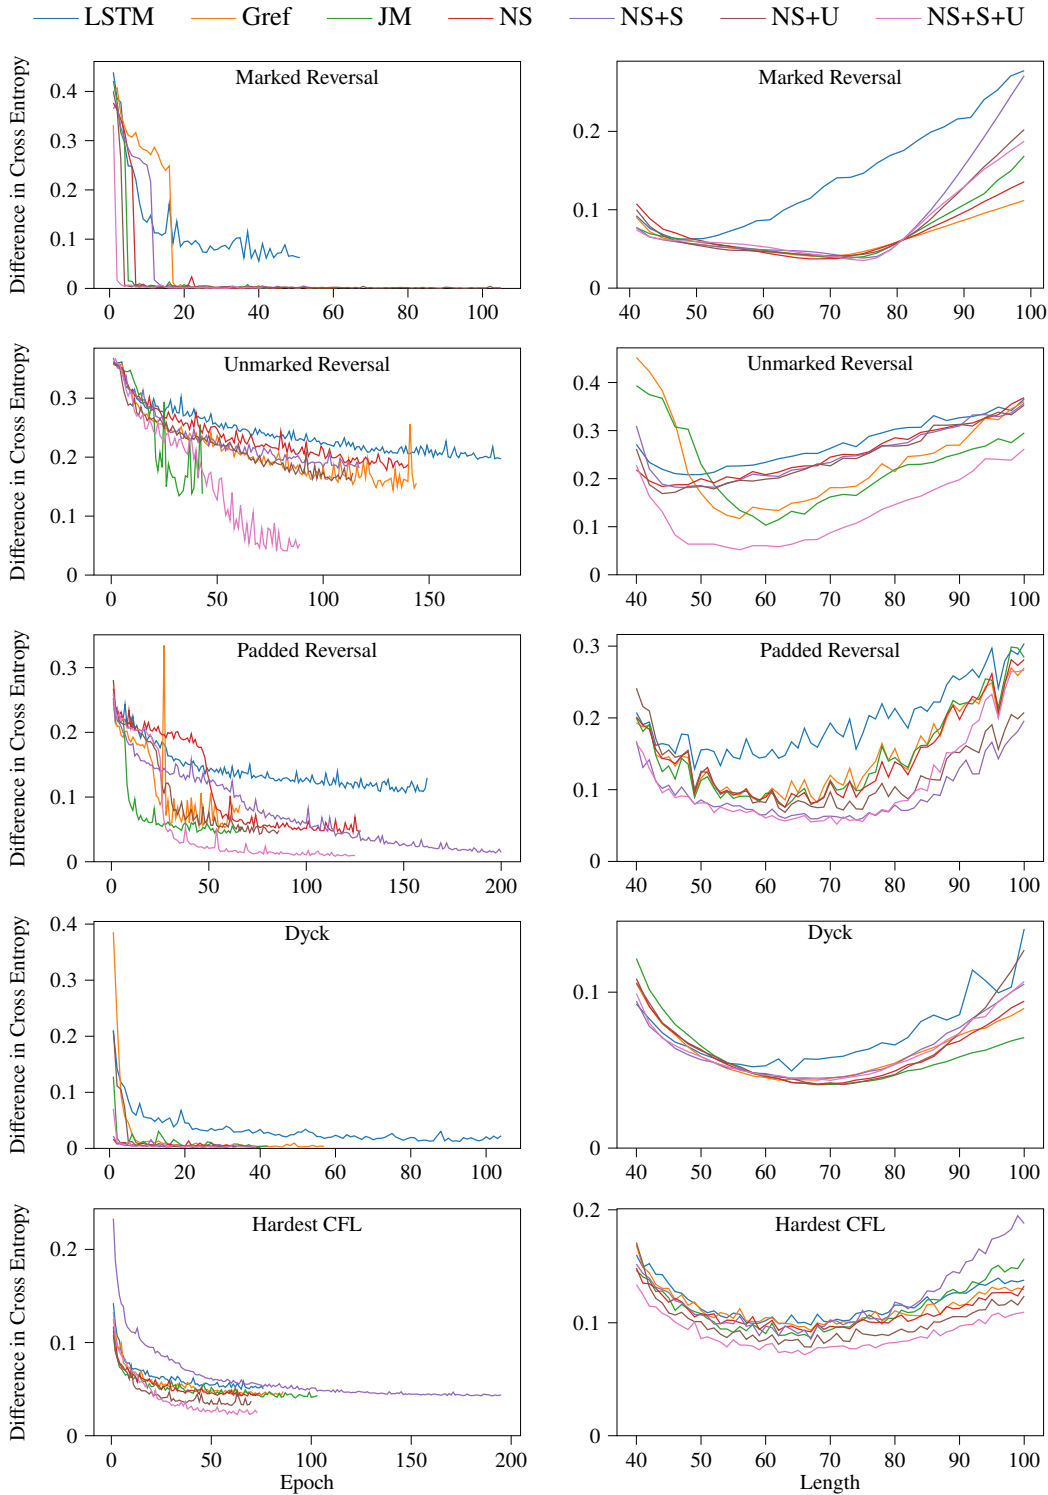 LSTM Gref JM NS NS+S NS+U NS+S+U
Difference in Cross Entropy
Marked Reversal
0.4
0.3
0.2
0.1
0
0 20 40 60 80 100
Marked Reversal
0.2
0.1
0
40 50 60 70 80 90 100
Difference in Cross Entropy
Unmarked Reversal
0.3
0.2
0.1
0
0 50 100 150
Unmarked Reversal
0.4
0.3
0.2
0.1
0
40 50 60 70 80 90 100
Difference in Cross Entropy
Padded Reversal
0.3
0.2
0.1
0
0 50 100 150 200
Padded Reversal
0.3
0.2
0.1
0
40 50 60 70 80 90 100
Difference in Cross Entropy
Dyck
0.4
0.3
0.2
0.1
0
0 20 40 60 80 100
Dyck
0.1
0
40 50 60 70 80 90 100
Difference in Cross Entropy
Hardest CFL
0.2
0.1
0
0 50 100 150 200
Epoch
Hardest CFL
0.2
0.1
0
40 50 60 70 80 90 100
Length